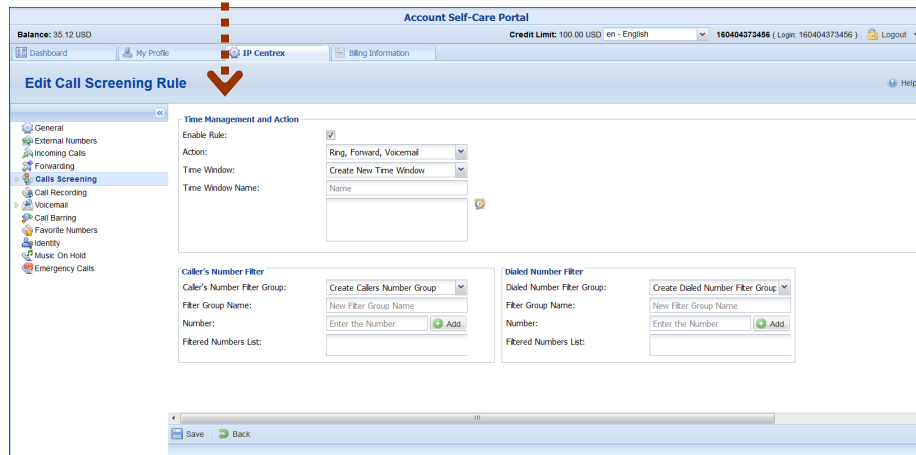 Account Self-Care Portal
Balance: 35.12 USD Credit Limit: 100.00 USD en - English 160404373456 ( Login: 160404373456 ) Logout
Dashboard My Profile IP Centrex Billing Information
Edit Call Screening Rule Help
General
External Numbers
Incoming Calls
Forwarding
Calls Screening
Call Recording
Voicemail
Call Barring
Favorite Numbers
Identity
Music On Hold
Emergency Calls
Time Management and Action
Enable Rule:
Action: Ring, Forward, Voicemail
Time Window: Create New Time Window
Time Window Name: Name
Caller's Number Filter
Caller's Number Filter Group: Create Callers Number Group
Filter Group Name: New Filter Group Name
Number: Enter the Number Add
Filtered Numbers List:
Dialed Number Filter
Dialed Number Filter Group: Create Dialed Number Filter Group
Filter Group Name: New Filter Group Name
Number: Enter the Number Add
Filtered Numbers List:
Save Back